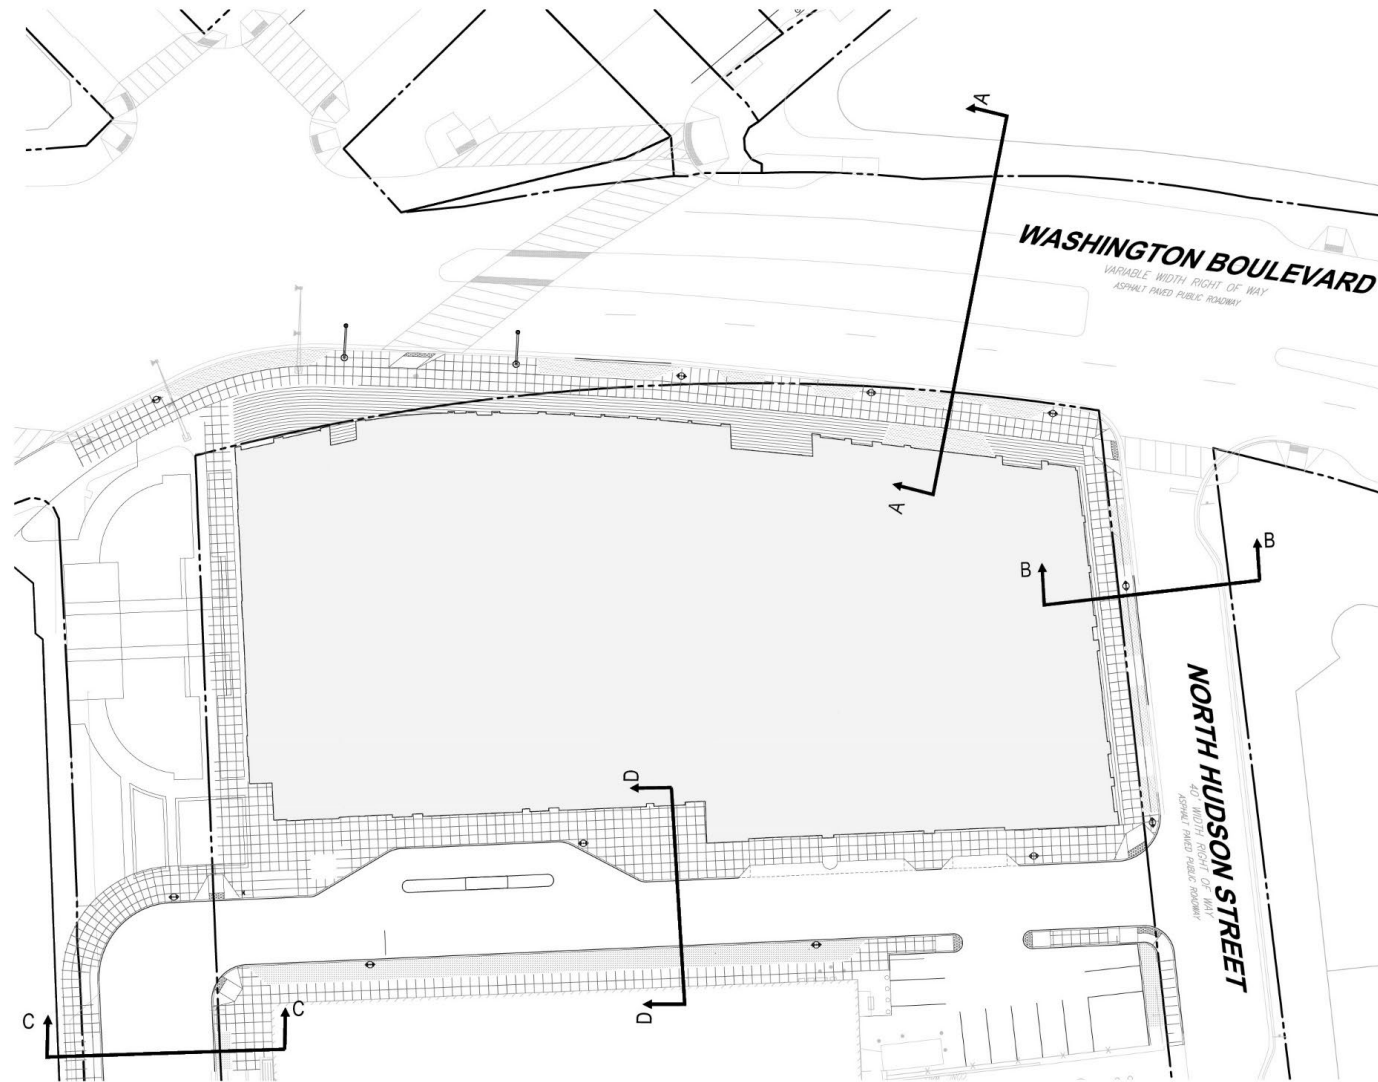 A
WASHINGTON BOULEVARD
VARIABLE WIDTH RIGHT OF WAY
ASPHALT PAVED PUBLIC ROADWAY
A
B
B
NORTH HUDSON STREET
40' WIDTH RIGHT OF WAY
ASPHALT PAVED PUBLIC ROADWAY
D
D
C
C